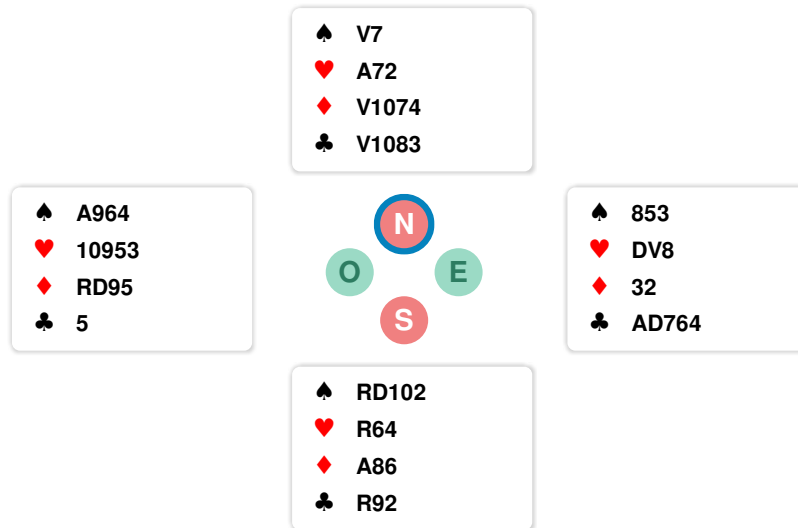 ♠ V7
♥ A72
♦ V1074
♣ V1083
♠ A964
♥ 10953
♦ RD95
♣ 5
N
O E
S
♠ 853
♥ DV8
♦ 32
♣ AD764
♠ RD102
♥ R64
♦ A86
♣ R92